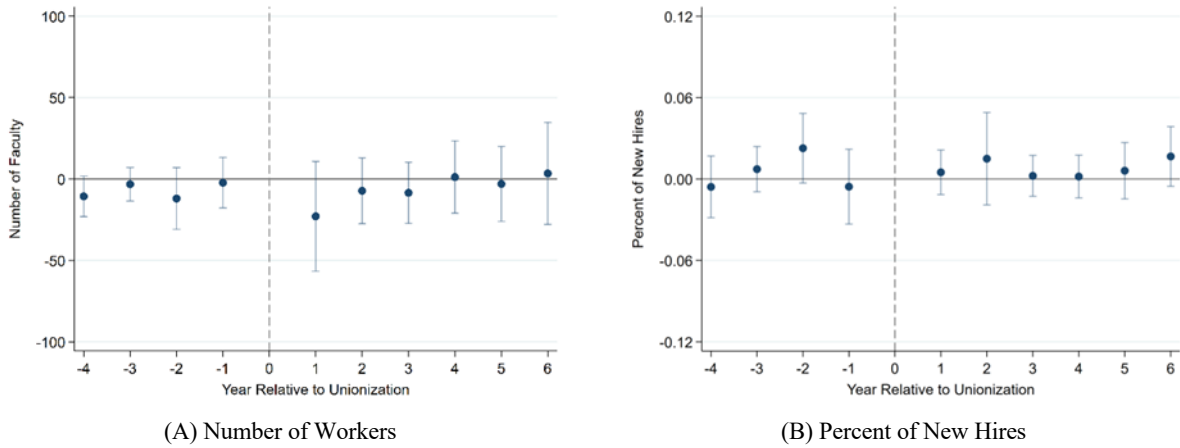 100
50
0
-50
-100
Number of Faculty
-4 -3 -2 -1 0 1 2 3 4 5 6
Year Relative to Unionization
(A) Number of Workers
0.12
0.06
0.00
-0.06
-0.12
Percent of New Hires
-4 -3 -2 -1 0 1 2 3 4 5 6
Year Relative to Unionization
(B) Percent of New Hires